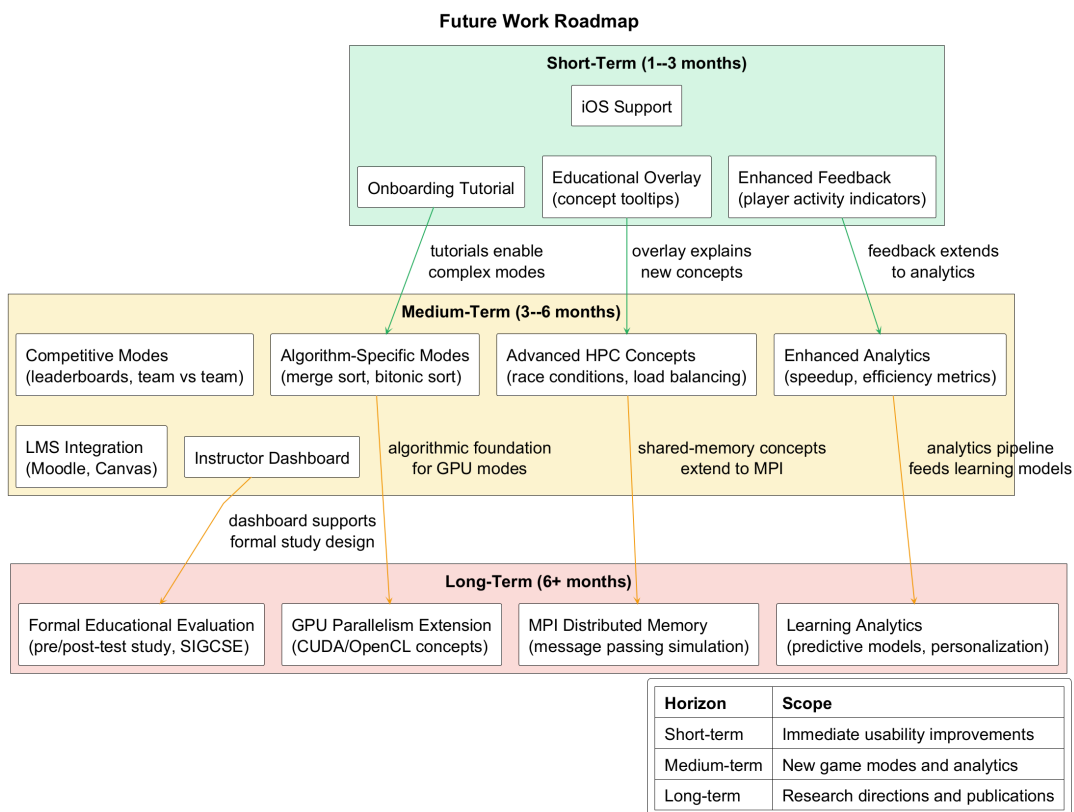 Future Work Roadmap
Short-Term (1--3 months)
iOS Support
Onboarding Tutorial
Educational Overlay
(concept tooltips)
Enhanced Feedback
(player activity indicators)
tutorials enable
complex modes
overlay explains
new concepts
feedback extends
to analytics
Medium-Term (3--6 months)
Competitive Modes
(leaderboards, team vs team)
Algorithm-Specific Modes
(merge sort, bitonic sort)
Advanced HPC Concepts
(race conditions, load balancing)
Enhanced Analytics
(speedup, efficiency metrics)
LMS Integration
(Moodle, Canvas)
Instructor Dashboard
algorithmic foundation
for GPU modes
shared-memory concepts
extend to MPI
analytics pipeline
feeds learning models
dashboard supports
formal study design
Long-Term (6+ months)
Formal Educational Evaluation
(pre/post-test study, SIGCSE)
GPU Parallelism Extension
(CUDA/OpenCL concepts)
MPI Distributed Memory
(message passing simulation)
Learning Analytics
(predictive models, personalization)
Horizon Scope
Short-term Immediate usability improvements
Medium-term New game modes and analytics
Long-term Research directions and publications